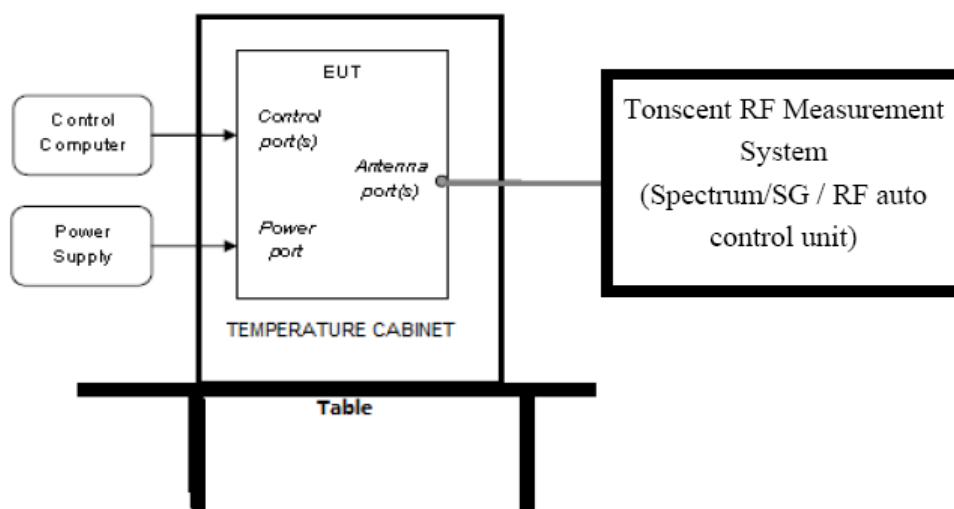 EUT
Control
Computer
Control
port(s)
Antenna
port(s)
Power
Supply
Power
port
TEMPERATURE CABINET
Table
Tonscent RF Measurement
System
(Spectrum/SG / RF auto
control unit)